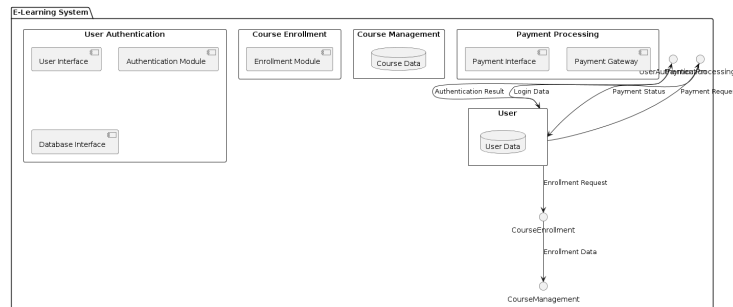 E-Learning System
User Authentication
Course Enrollment
Course Management
Payment Processing
User Interface
Authentication Module
Enrollment Module
Course Data
Payment Interface
Payment Gateway
Authentication Result
Login Data
Payment Status
User
User Data
Database Interface
Enrollment Request
CourseEnrollment
Enrollment Data
CourseManagement